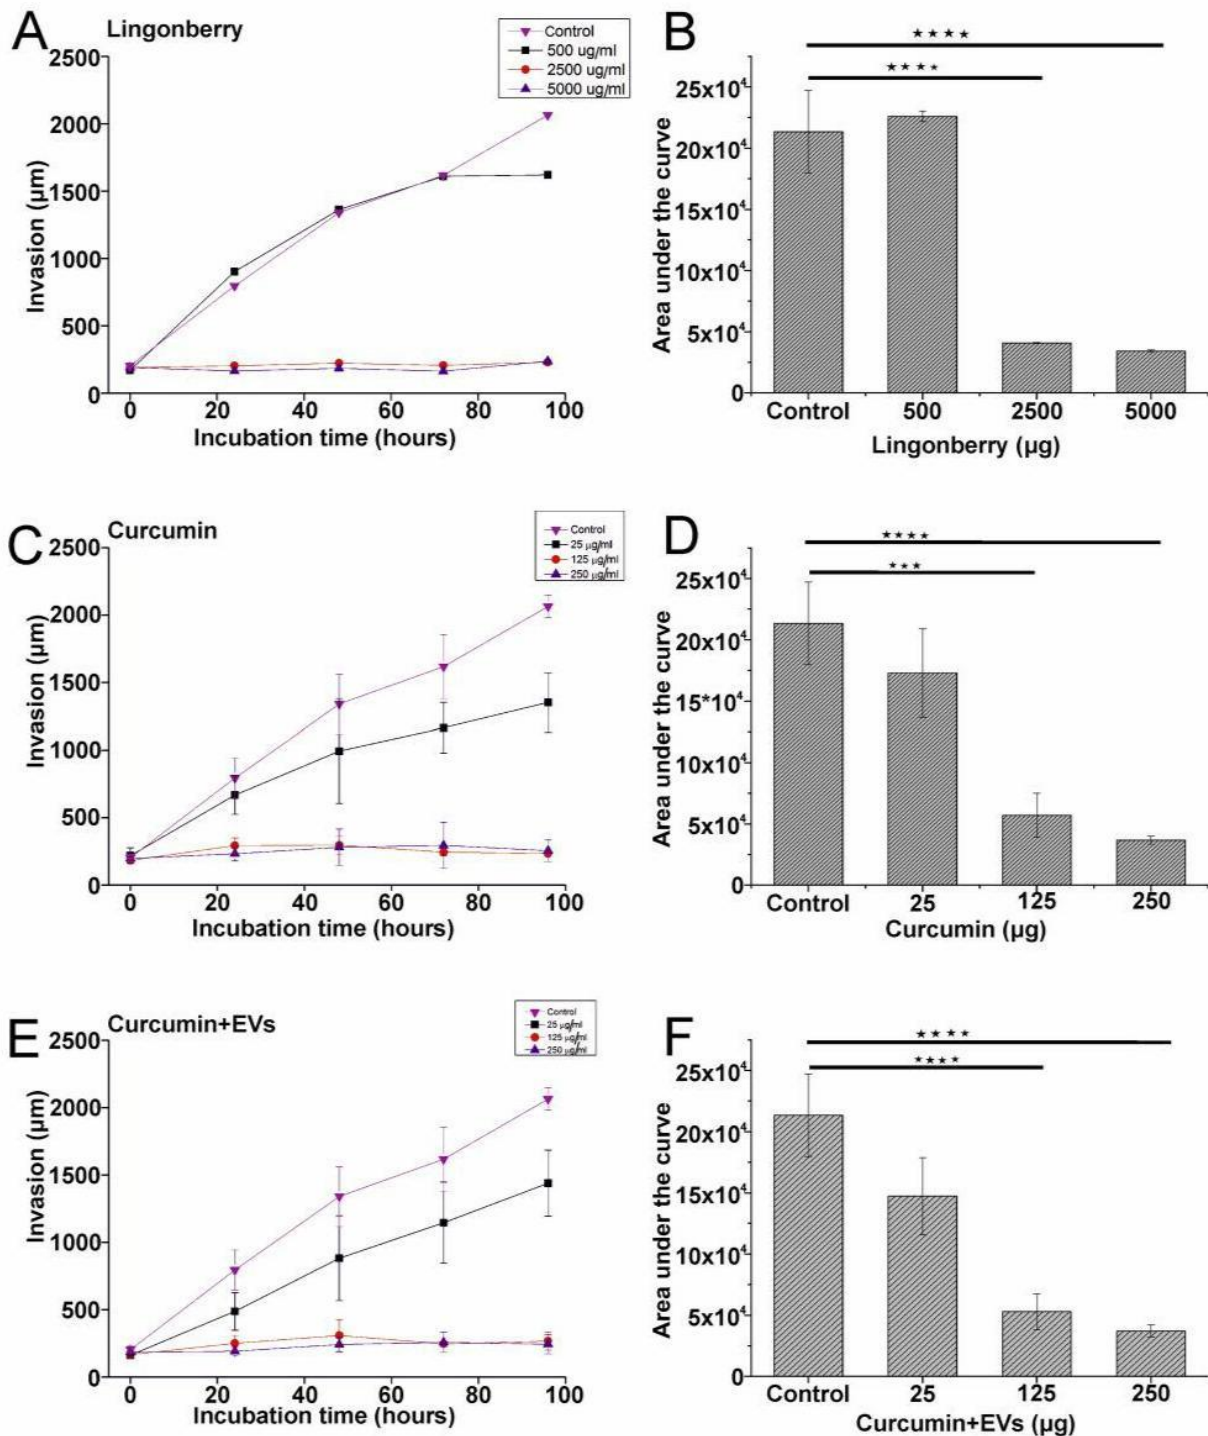 A
Lingonberry
Control
500 ug/ml
2500 ug/ml
5000 ug/ml
2500
2000
1500
1000
500
0
Invasion (µm)
0 20 40 60 80 100
Incubation time (hours)
B
★★★★
★★★★
25x10⁴
20x10⁴
15x10⁴
10x10⁴
5x10⁴
0
Area under the curve
Control 500 2500 5000
Lingonberry (µg)
C
Curcumin
Control
25 µg/ml
125 µg/ml
250 µg/ml
2500
2000
1500
1000
500
0
Invasion (µm)
0 20 40 60 80 100
Incubation time (hours)
D
★★★★
★★★
25x10⁴
20x10⁴
15*10⁴
10x10⁴
5x10⁴
0
Area under the curve
Control 25 125 250
Curcumin (µg)
E
Curcumin+EVs
Control
25 µg/ml
125 µg/ml
250 µg/ml
2500
2000
1500
1000
500
0
Invasion (µm)
0 20 40 60 80 100
Incubation time (hours)
F
★★★★
★★★★
25x10⁴
20x10⁴
15x10⁴
10x10⁴
5x10⁴
0
Area under the curve
Control 25 125 250
Curcumin+EVs (µg)